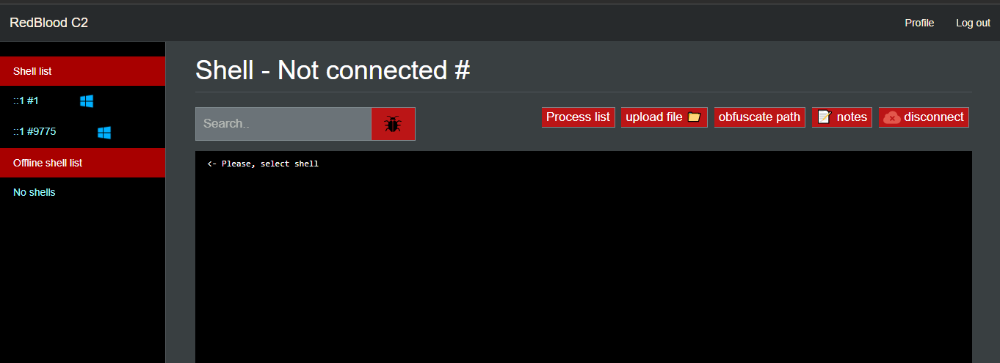 RedBlood C2
Profile
Log out
Shell list
::1 #1
::1 #9775
Offline shell list
No shells
Shell - Not connected #
Search..
Process list
upload file
obfuscate path
notes
disconnect
<- Please, select shell